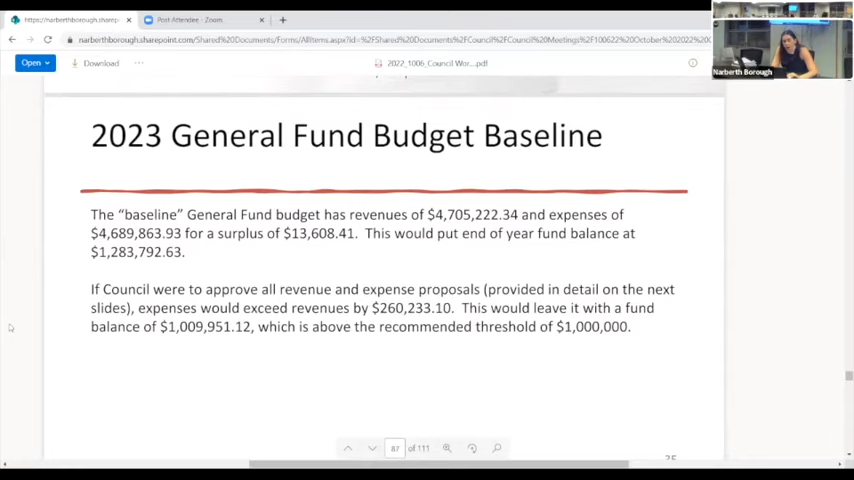 https://narberthborough.sharep
Post Attendee - Zoom
narberthborough.sharepoint.com/Shared%20Documents/Forms/AllItems.aspx?id=%2FShared%20Documents%2FCouncil%2FCouncil%20Meetings%2F100622%20October%202022%20C
Open
Download
2022_1006_Council Wor...pdf
Narberth Borough
2023 General Fund Budget Baseline
The “baseline” General Fund budget has revenues of $4,705,222.34 and expenses of
$4,689,863.93 for a surplus of $13,608.41. This would put end of year fund balance at
$1,283,792.63.
If Council were to approve all revenue and expense proposals (provided in detail on the next
slides), expenses would exceed revenues by $260,233.10. This would leave it with a fund
balance of $1,009,951.12, which is above the recommended threshold of $1,000,000.
87 of 111